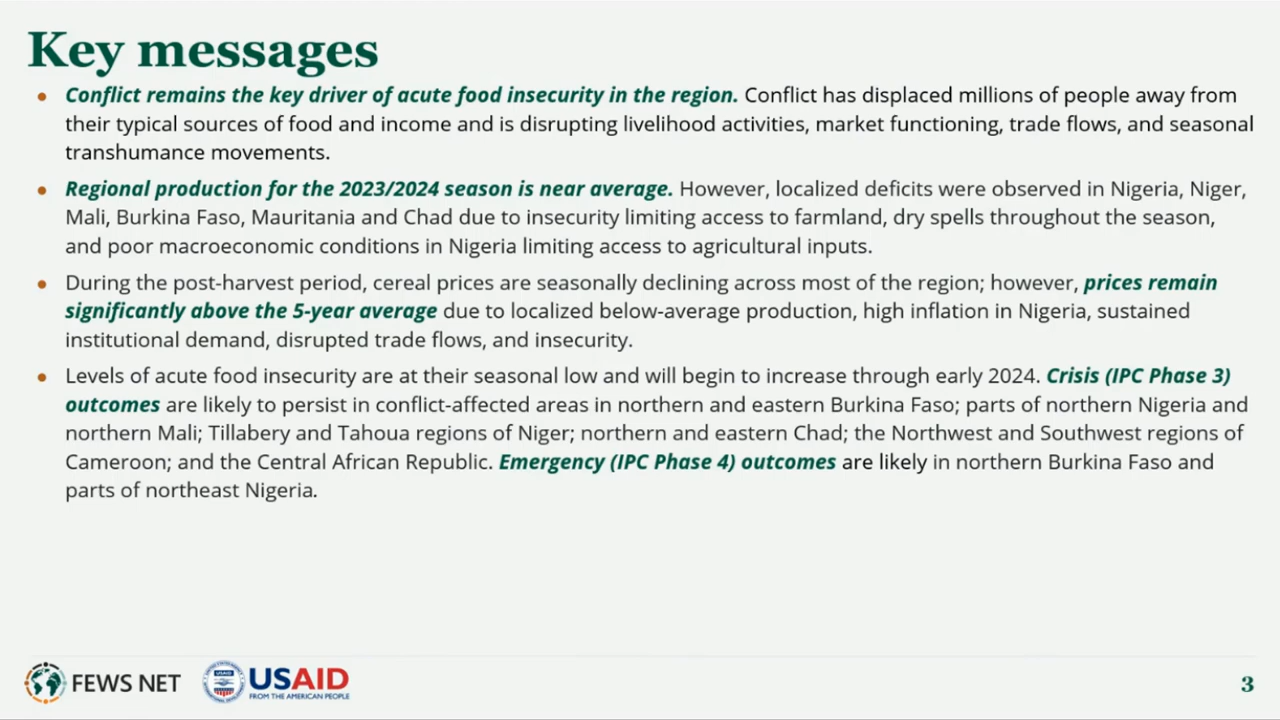 Key messages
• Conflict remains the key driver of acute food insecurity in the region. Conflict has displaced millions of people away from
their typical sources of food and income and is disrupting livelihood activities, market functioning, trade flows, and seasonal
transhumance movements.
• Regional production for the 2023/2024 season is near average. However, localized deficits were observed in Nigeria, Niger,
Mali, Burkina Faso, Mauritania and Chad due to insecurity limiting access to farmland, dry spells throughout the season,
and poor macroeconomic conditions in Nigeria limiting access to agricultural inputs.
• During the post-harvest period, cereal prices are seasonally declining across most of the region; however, prices remain
significantly above the 5-year average due to localized below-average production, high inflation in Nigeria, sustained
institutional demand, disrupted trade flows, and insecurity.
• Levels of acute food insecurity are at their seasonal low and will begin to increase through early 2024. Crisis (IPC Phase 3)
outcomes are likely to persist in conflict-affected areas in northern and eastern Burkina Faso; parts of northern Nigeria and
northern Mali; Tillabery and Tahoua regions of Niger; northern and eastern Chad; the Northwest and Southwest regions of
Cameroon; and the Central African Republic. Emergency (IPC Phase 4) outcomes are likely in northern Burkina Faso and
parts of northeast Nigeria.
FEWS NET
USAID
USAID
FROM THE AMERICAN PEOPLE
3